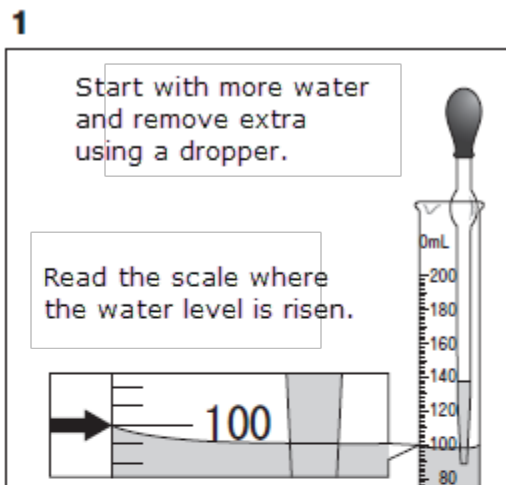 1
Start with more water
and remove extra
using a dropper.
0mL
Read the scale where
the water level is risen.
200
180
160
140
120
100
80
100